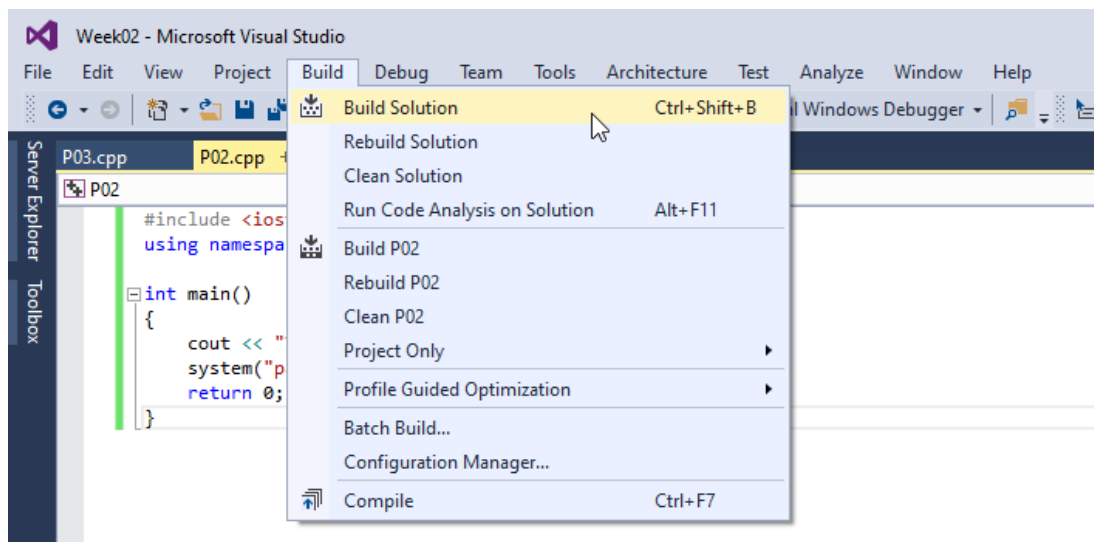 Week02 - Microsoft Visual Studio
File Edit View Project Build Debug Team Tools Architecture Test Analyze Window Help
Windows Debugger
Server Explorer
Toolbox
P03.cpp P02.cpp
P02
#include <ios
using namespa
int main()
{
cout << "
system("p
return 0;
}
Build Solution Ctrl+Shift+B
Rebuild Solution
Clean Solution
Run Code Analysis on Solution Alt+F11
Build P02
Rebuild P02
Clean P02
Project Only
Profile Guided Optimization
Batch Build...
Configuration Manager...
Compile Ctrl+F7